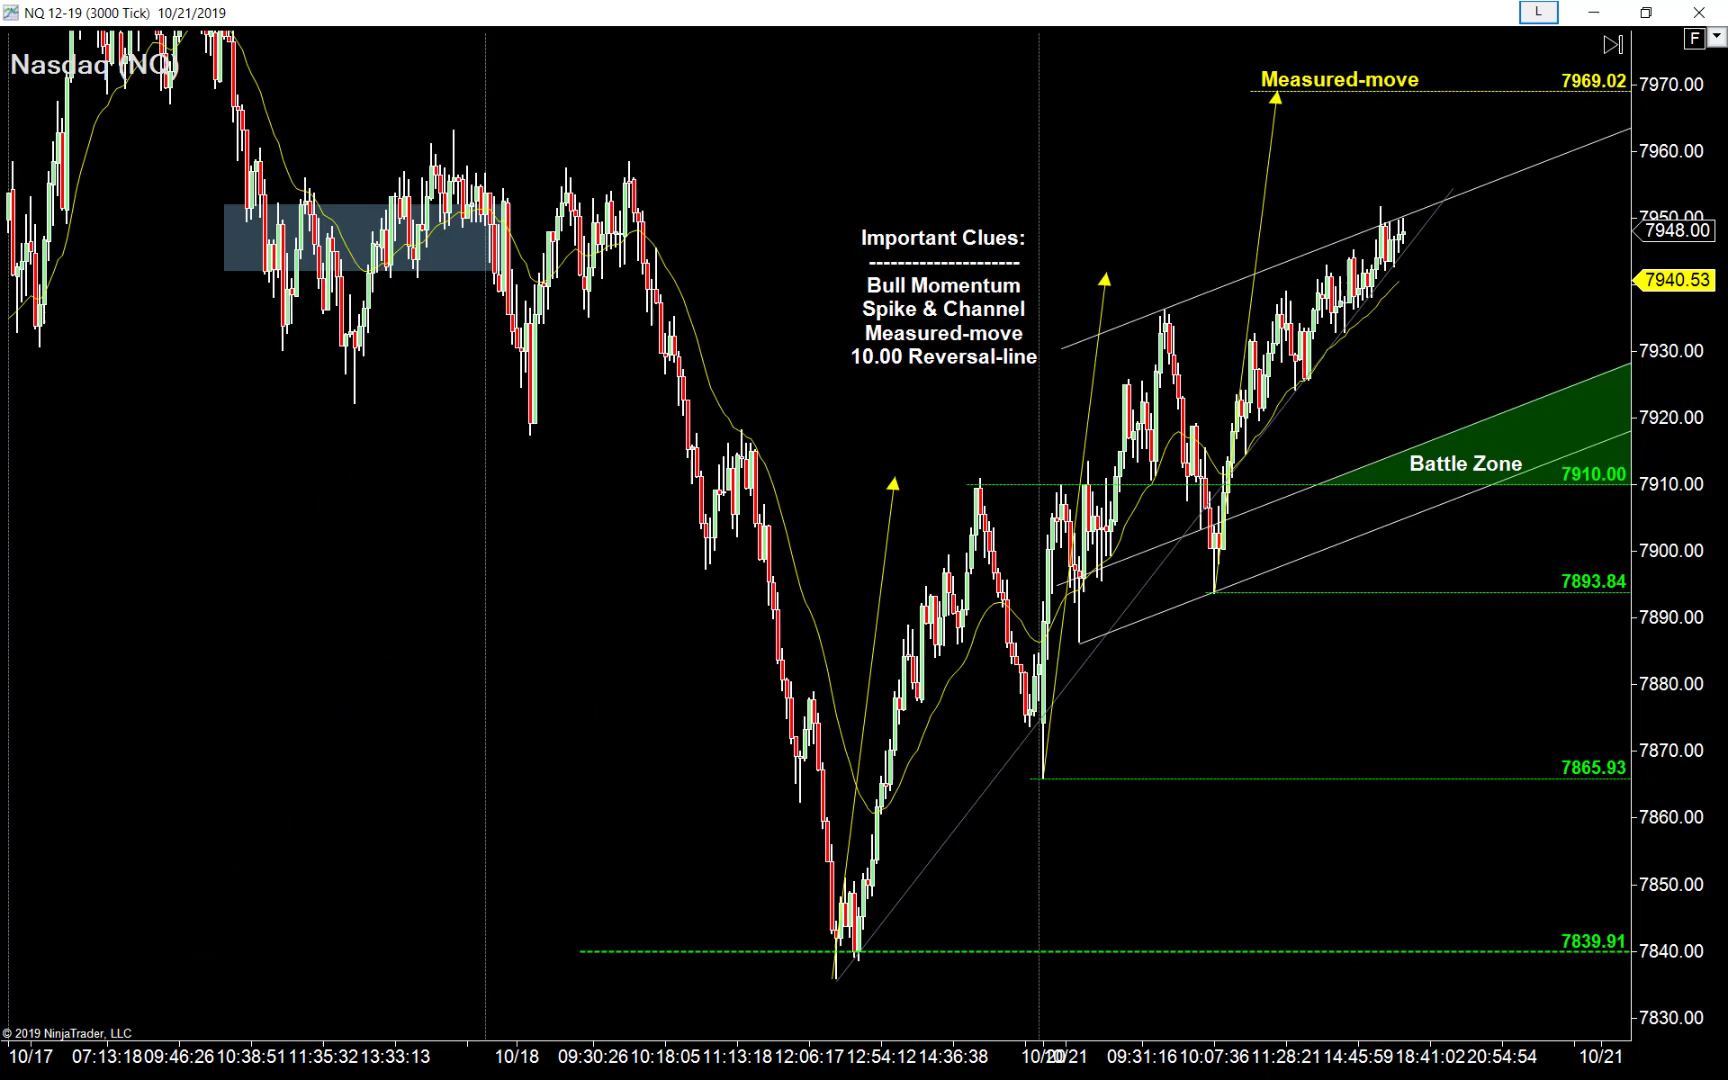 NQ 12-19 (3000 Tick)  10/21/2019
L
F
Nasdaq (NQ)
Measured-move
7969.02
7970.00
7960.00
7950.00
7948.00
7940.53
Important Clues:
---------------------
Bull Momentum
Spike & Channel
Measured-move
10.00 Reversal-line
7930.00
7920.00
Battle Zone
7910.00
7910.00
7900.00
7893.84
7890.00
7880.00
7870.00
7865.93
7860.00
7850.00
7839.91
7840.00
7830.00
© 2019 NinjaTrader, LLC
10/17 07:13:18 09:46:26 10:38:51 11:35:32 13:33:13 10/18 09:30:26 10:18:05 11:13:18 12:06:17 12:54:12 14:36:38 10/20 10/21 09:31:16 10:07:36 11:28:21 14:45:59 18:41:02 20:54:54 10/21